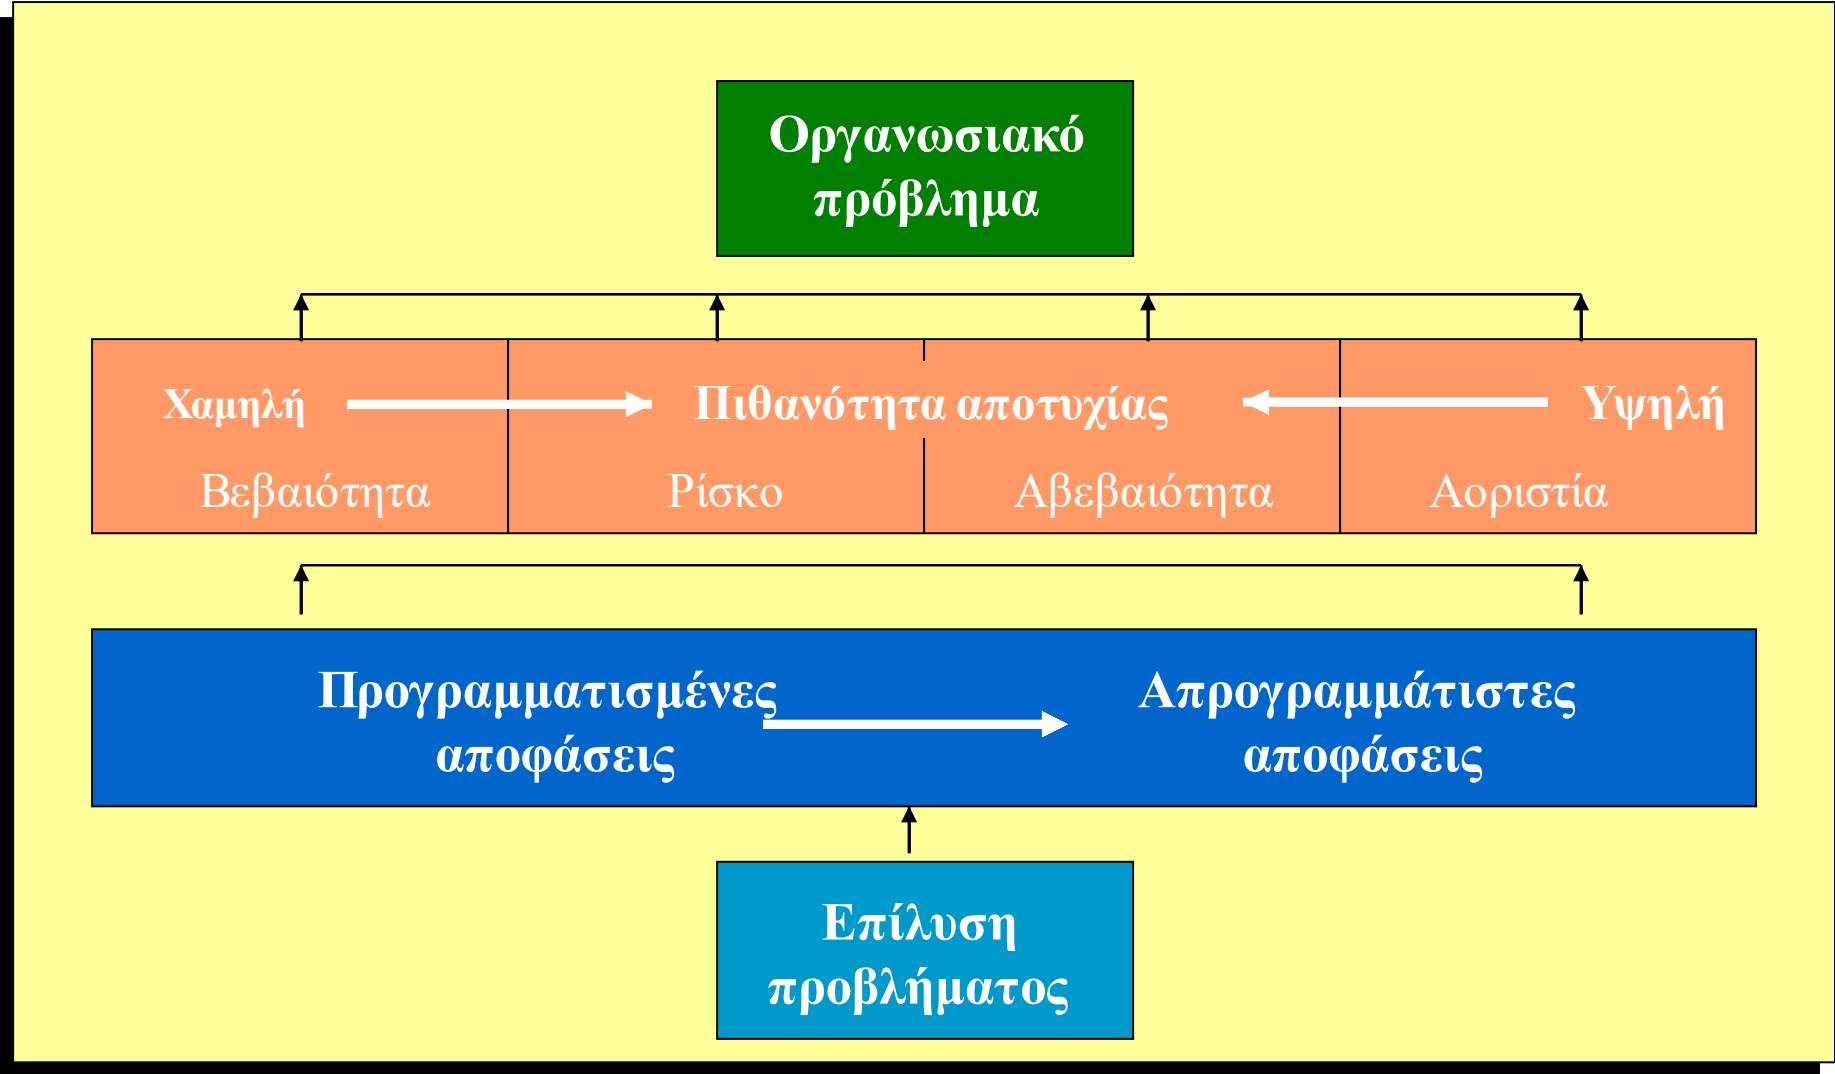 Οργανωσιακό
πρόβλημα
Χαμηλή Πιθανότητα αποτυχίας Υψηλή
Βεβαιότητα Ρίσκο Αβεβαιότητα Αοριστία
Προγραμματισμένες Απρογραμμάτιστες
αποφάσεις αποφάσεις
Επίλυση
προβλήματος